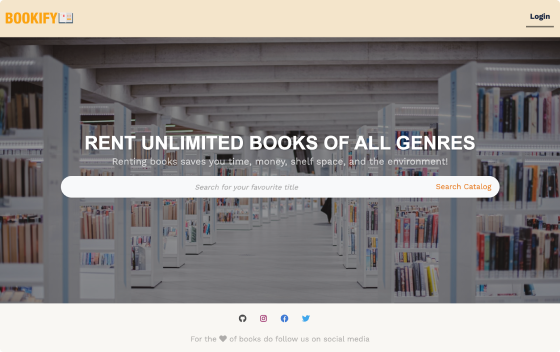 BOOKIFY
Login
RENT UNLIMITED BOOKS OF ALL GENRES
Renting books saves you time, money, shelf space, and the environment!
Search for your favourite title
Search Catalog
For the ♥ of books do follow us on social media